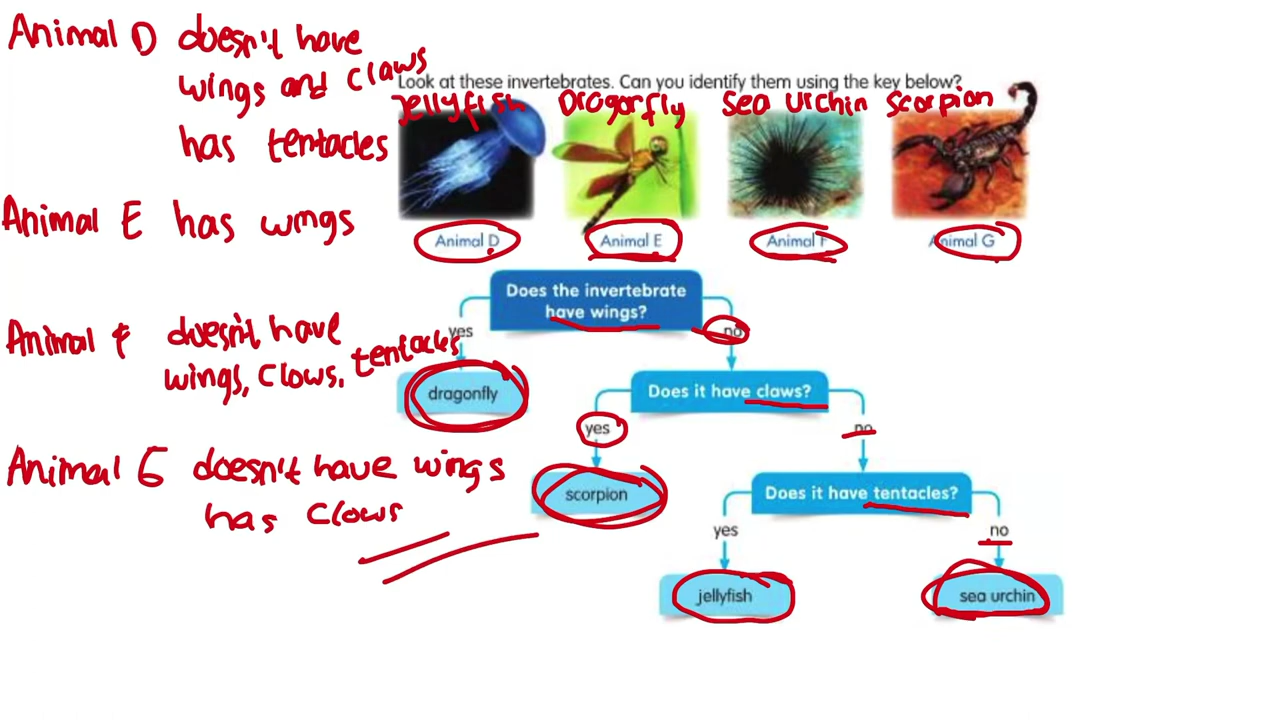 Animal D doesn't have
wings and claws
has tentacles
Animal E has wings
Animal F doesn't have
wings, claws, tentacles
Animal G doesn't have wings
has claws
Look at these invertebrates. Can you identify them using the key below?
Jellyfish Dragonfly Sea Urchin Scorpion
Animal D Animal E Animal F Animal G
Does the invertebrate
have wings?
yes no
dragonfly
Does it have claws?
yes no
scorpion
Does it have tentacles?
yes no
jellyfish sea urchin